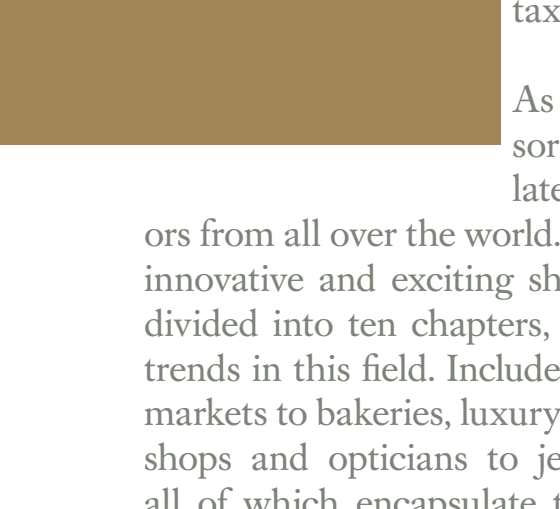 tax
As
sor
late
ors from all over the world.
innovative and exciting sh
divided into ten chapters,
trends in this field. Include
markets to bakeries, luxury
shops and opticians to je
all of which encapsulate t